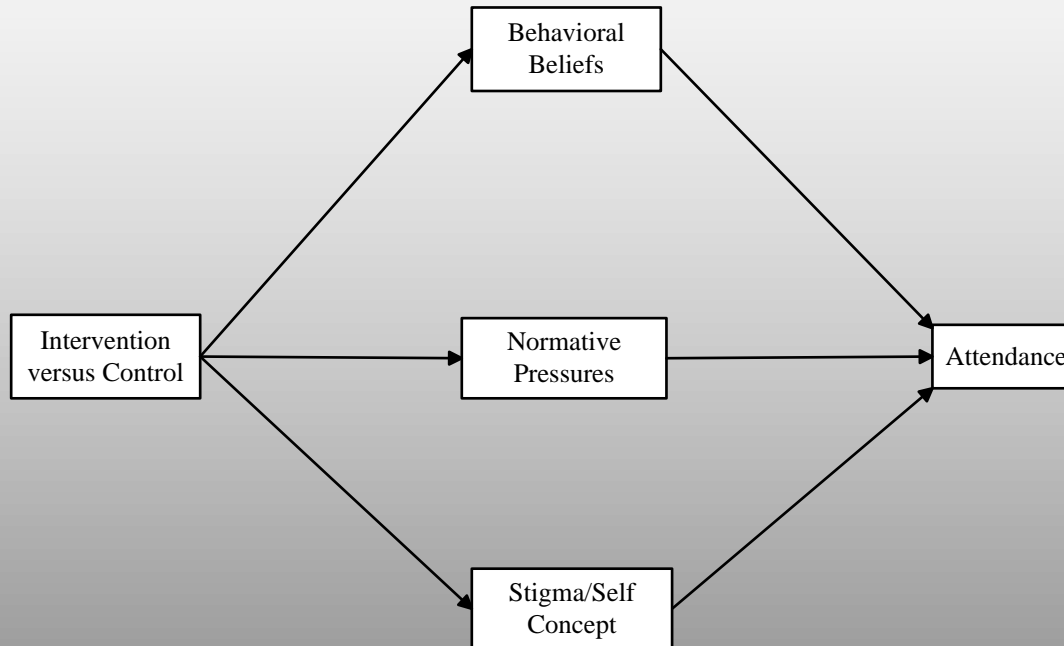 Behavioral
Beliefs
Intervention
versus Control
Normative
Pressures
Attendance
Stigma/Self
Concept